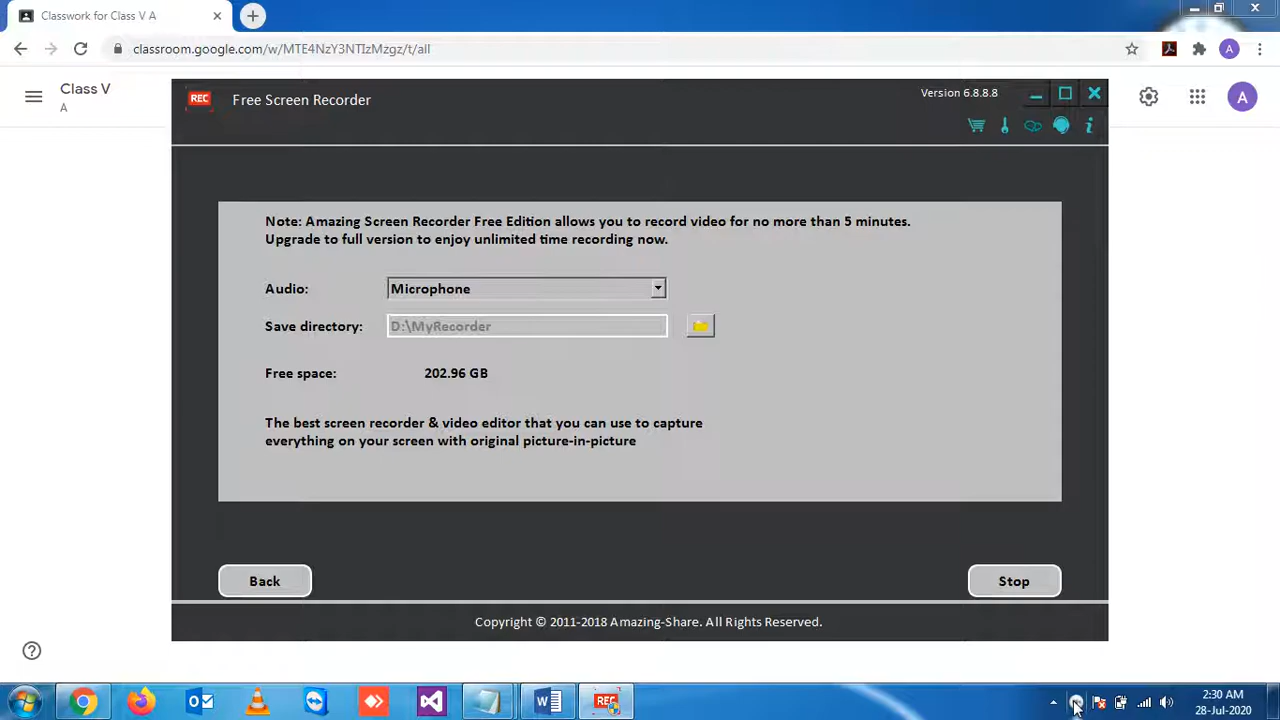 Classwork for Class V A
classroom.google.com/w/MTE4NzY3NTIzMzgz/t/all
A
Class V
A
A
REC
Free Screen Recorder
Version 6.8.8.8
Note: Amazing Screen Recorder Free Edition allows you to record video for no more than 5 minutes.
Upgrade to full version to enjoy unlimited time recording now.
Audio:
Microphone
Save directory:
D:\MyRecorder
Free space:
202.96 GB
The best screen recorder & video editor that you can use to capture
everything on your screen with original picture-in-picture
Back
Stop
Copyright © 2011-2018 Amazing-Share. All Rights Reserved.
REC
2:30 AM
28-Jul-2020